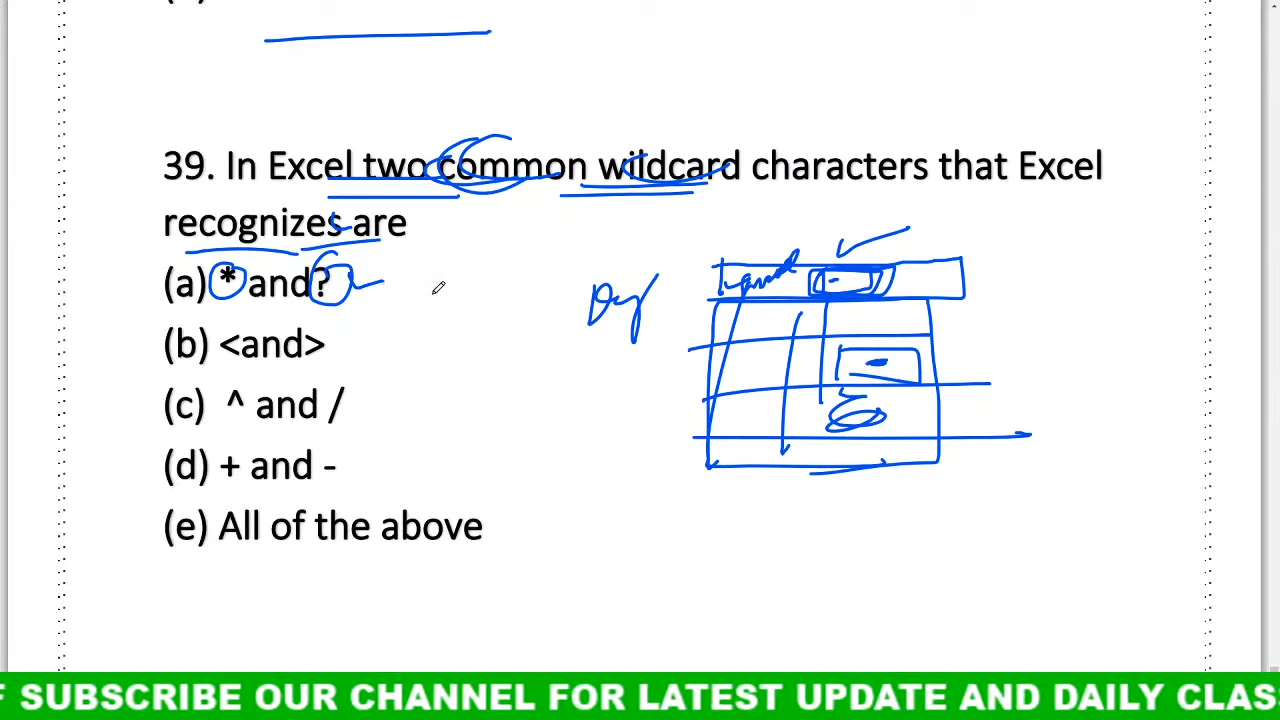 39. In Excel two common wildcard characters that Excel
recognizes are
(a) * and?
(b) <and>
(c) ^ and /
(d) + and -
(e) All of the above
F SUBSCRIBE OUR CHANNEL FOR LATEST UPDATE AND DAILY CLAS